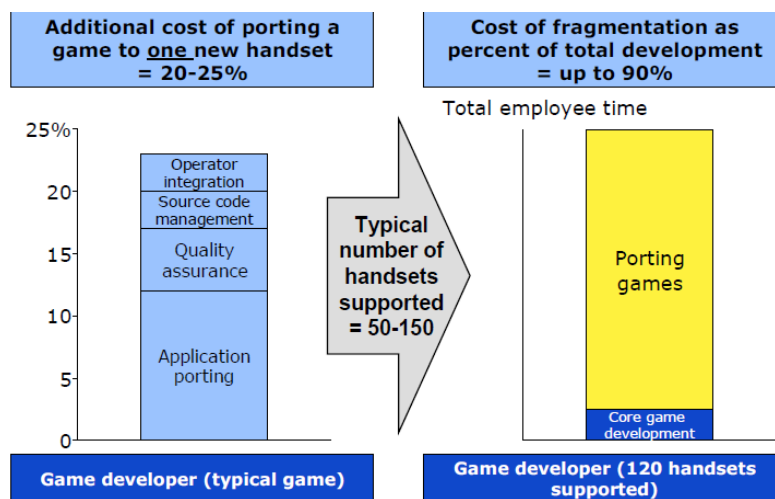 Additional cost of porting a
game to one new handset
= 20-25%
Cost of fragmentation as
percent of total development
= up to 90%
Total employee time
25%
20
15
10
5
0
Operator
integration
Source code
management
Quality
assurance
Application
porting
Typical
number of
handsets
supported
= 50-150
Porting
games
Core game
development
Game developer (typical game)
Game developer (120 handsets
supported)